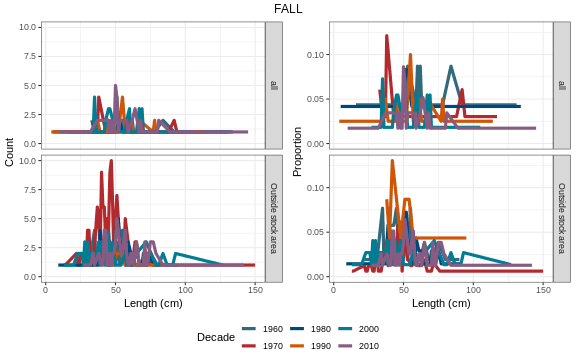 FALL
Count
10.0
7.5
5.0
2.5
0.0
all
10.0
7.5
5.0
2.5
0.0
Outside stock area
0 50 100 150
Length (cm)
Proportion
0.10
0.05
0.00
all
0.10
0.05
0.00
Outside stock area
0 50 100 150
Length (cm)
Decade
1960 1980 2000
1970 1990 2010